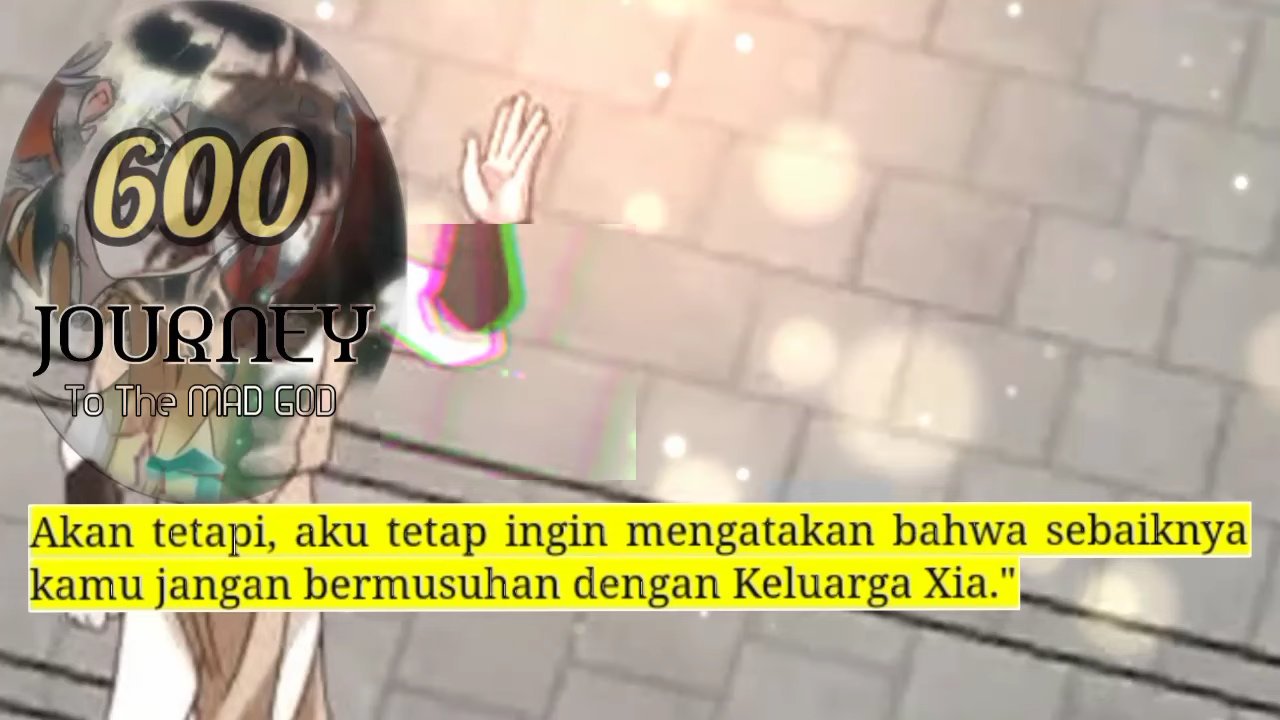 600
JOURNEY
To The MAD GOD
Akan tetapi, aku tetap ingin mengatakan bahwa sebaiknya
kamu jangan bermusuhan dengan Keluarga Xia."